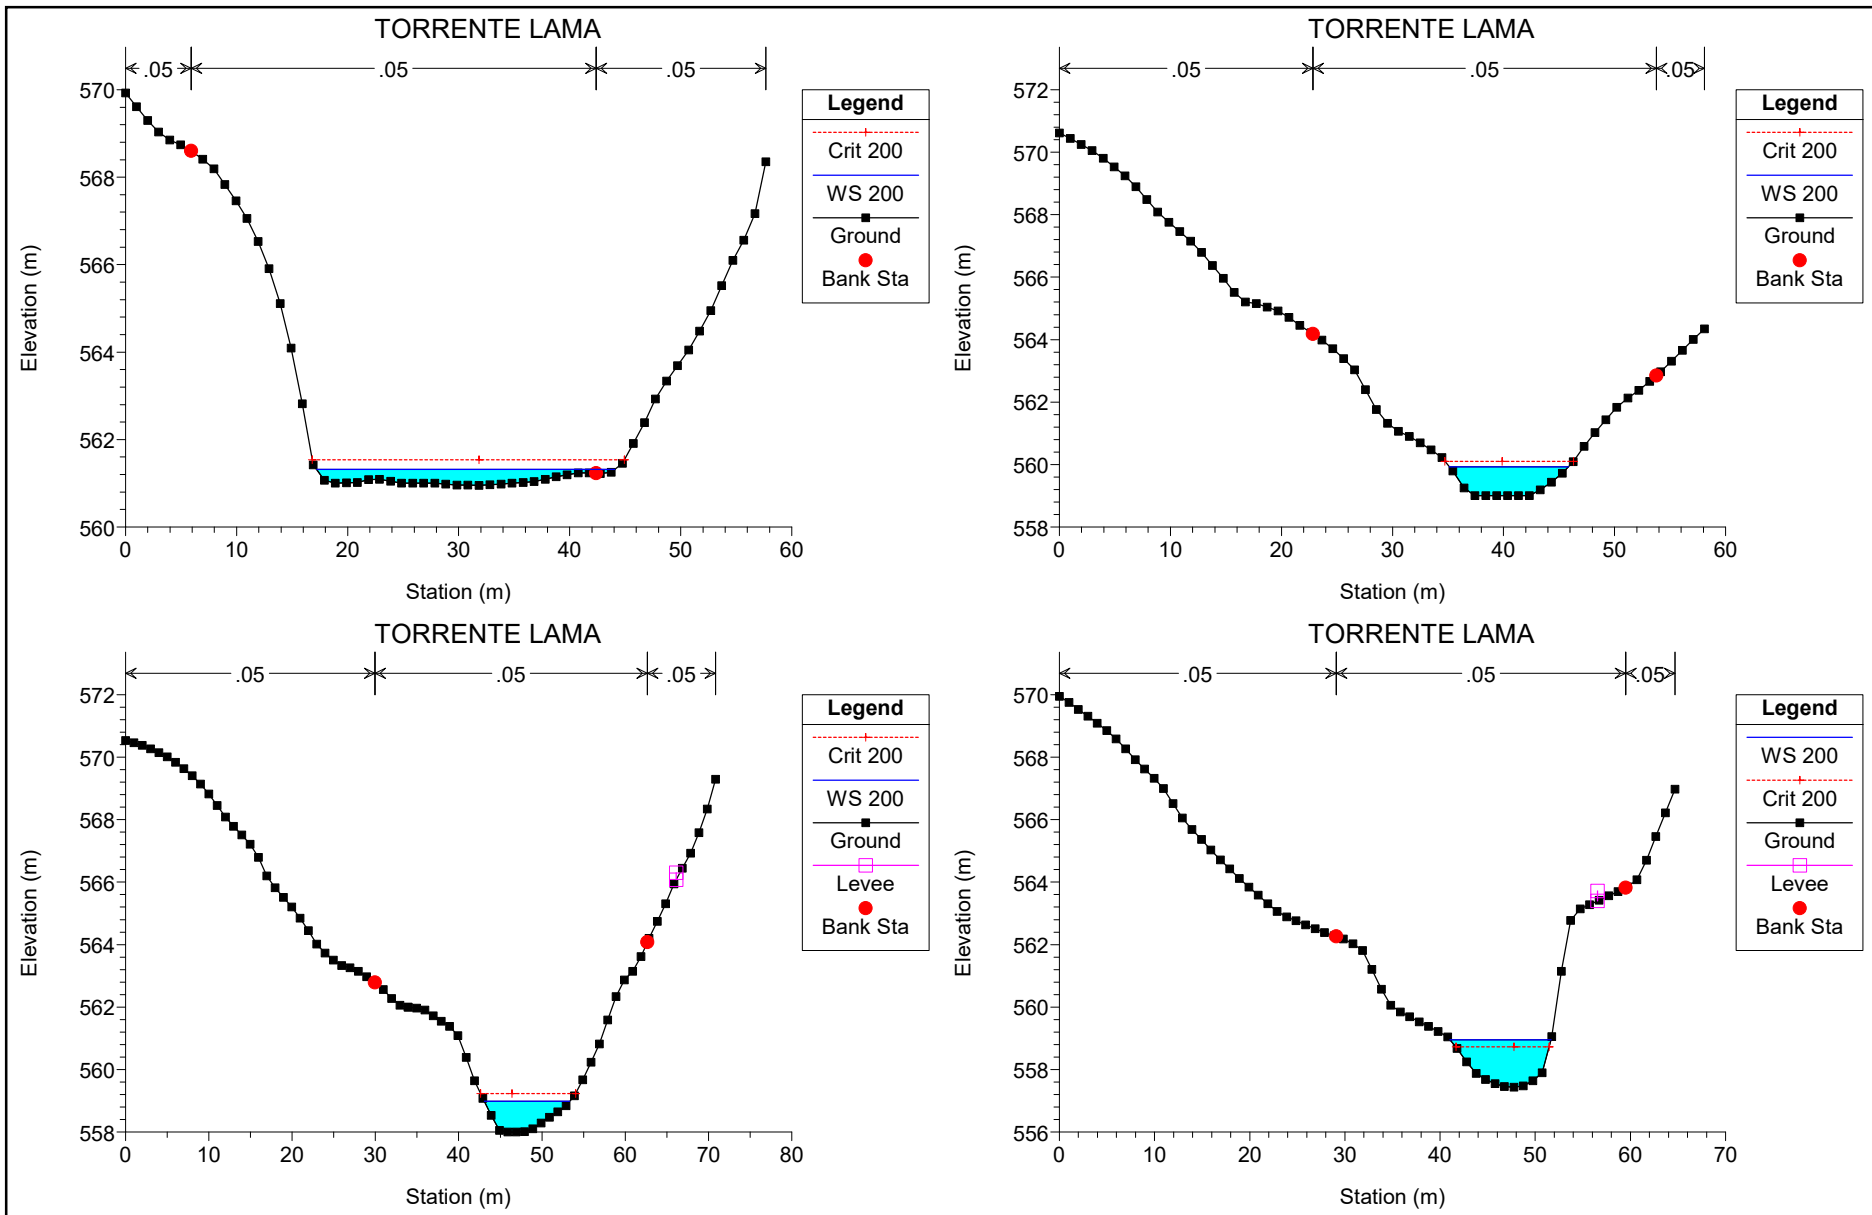 TORRENTE LAMA
.05 .05 .05
570
568
566
564
562
560
0 10 20 30 40 50 60
Elevation (m)
Station (m)
Legend
Crit 200
WS 200
Ground
Bank Sta
TORRENTE LAMA
.05 .05 .05
572
570
568
566
564
562
560
558
0 10 20 30 40 50 60
Elevation (m)
Station (m)
Legend
Crit 200
WS 200
Ground
Bank Sta
TORRENTE LAMA
.05 .05 .05
572
570
568
566
564
562
560
558
0 10 20 30 40 50 60 70 80
Elevation (m)
Station (m)
Legend
Crit 200
WS 200
Ground
Levee
Bank Sta
TORRENTE LAMA
.05 .05 .05
570
568
566
564
562
560
558
556
0 10 20 30 40 50 60 70
Elevation (m)
Station (m)
Legend
WS 200
Crit 200
Ground
Levee
Bank Sta